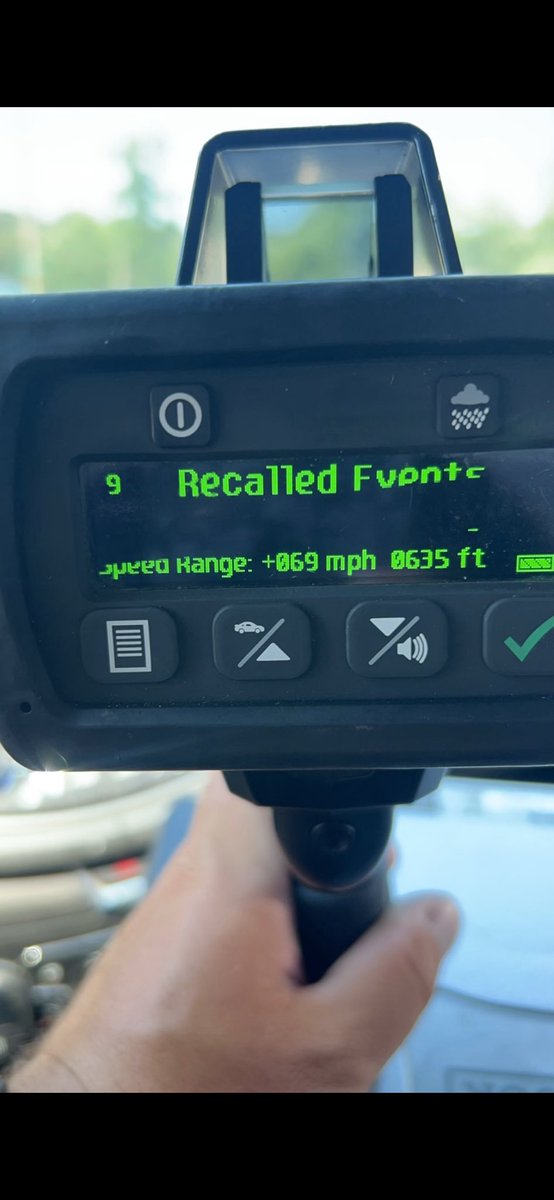 9 Recalled Events
Speed Range: +069 mph 0635 ft